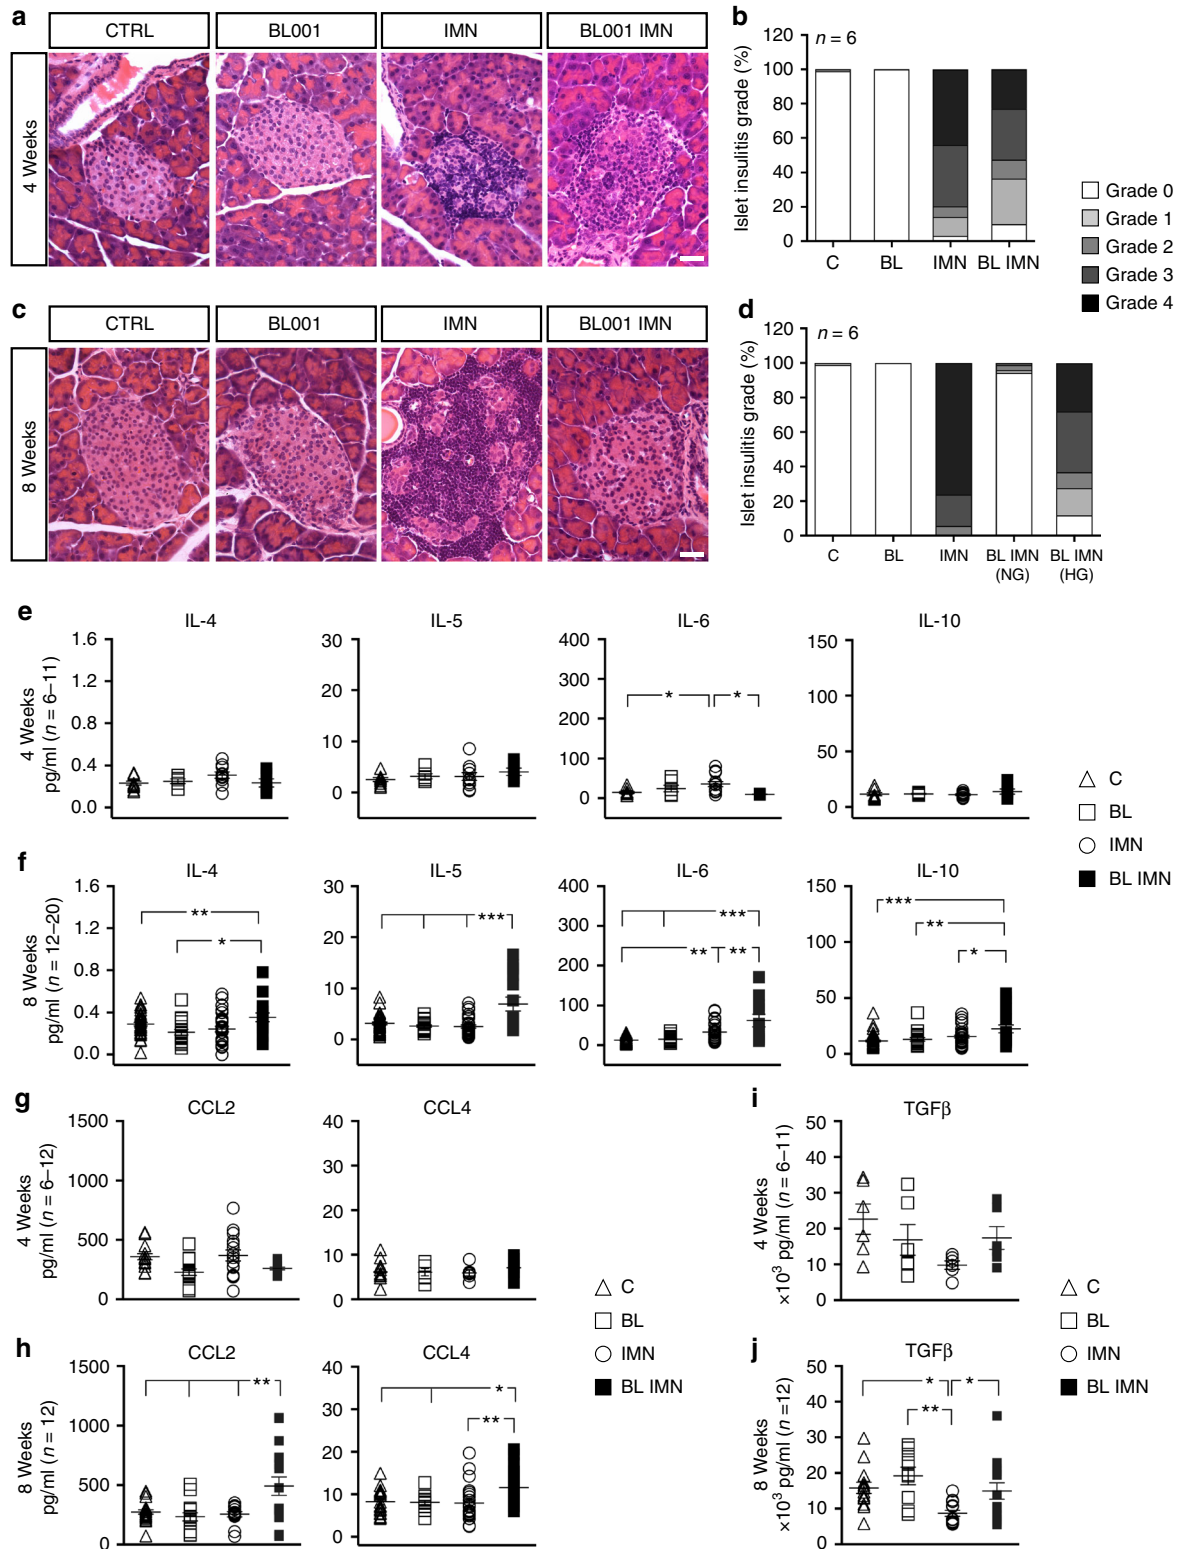 a
CTRL BL001 IMN BL001 IMN
4 Weeks
b
Islet insulitis grade (%)
120
100
80
60
40
20
0
n = 6
C BL IMN BL IMN
Grade 0
Grade 1
Grade 2
Grade 3
Grade 4
c
CTRL BL001 IMN BL001 IMN
8 Weeks
d
Islet insulitis grade (%)
120
100
80
60
40
20
0
n = 6
C BL IMN BL IMN (NG) BL IMN (HG)
e
4 Weeks
pg/ml (n = 6–11)
IL-4
1.6
1.2
0.8
0.4
0.0
IL-5
30
20
10
0
IL-6
400
300
200
100
0
* *
IL-10
150
100
50
0
C
BL
IMN
BL IMN
f
8 Weeks
pg/ml (n = 12–20)
IL-4
1.6
1.2
0.8
0.4
0.0
**
*
IL-5
30
20
10
0
***
IL-6
400
300
200
100
0
***
** **
IL-10
150
100
50
0
***
**
*
g
4 Weeks
pg/ml (n = 6–12)
CCL2
1500
1000
500
0
CCL4
40
30
20
10
0
C
BL
IMN
BL IMN
i
4 Weeks
×10³ pg/ml (n = 6–11)
TGFβ
50
40
30
20
10
0
C
BL
IMN
BL IMN
h
8 Weeks
pg/ml (n = 12)
CCL2
1500
1000
500
0
**
CCL4
40
30
20
10
0
*
**
j
8 Weeks
×10³ pg/ml (n =12)
TGFβ
50
40
30
20
10
0
* *
**